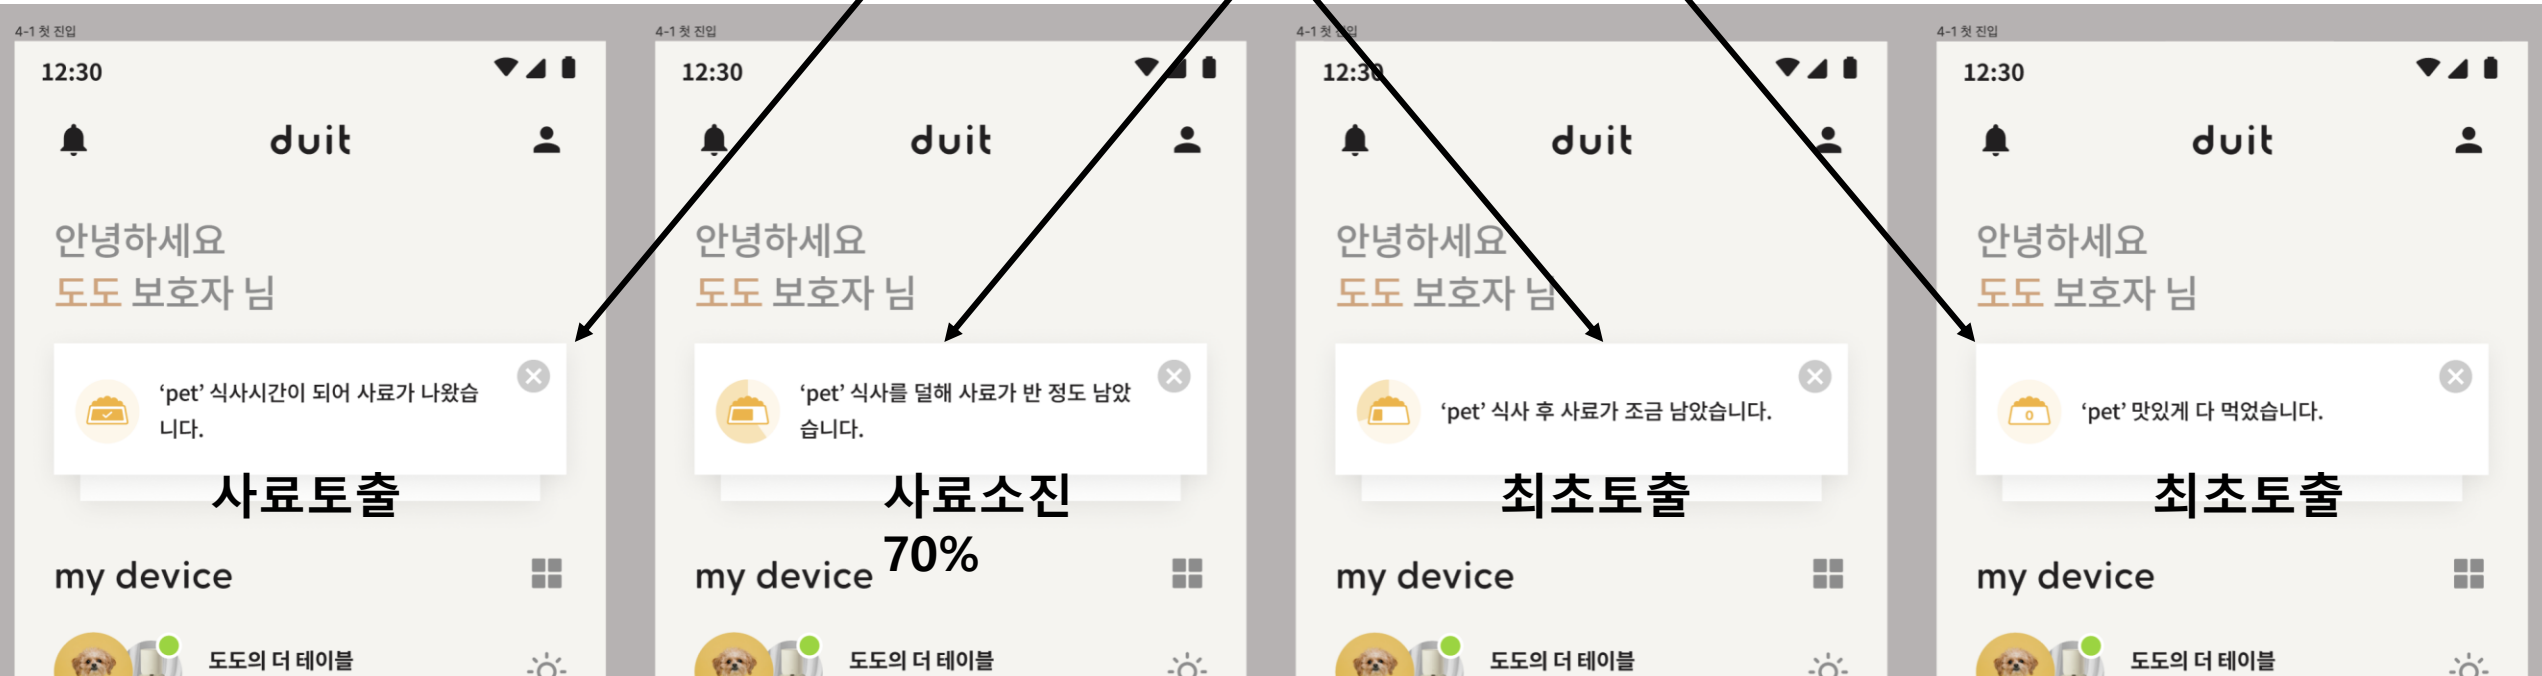 4-1 첫 진입
12:30
duit
안녕하세요
도도 보호자 님
‘pet’ 식사시간이 되어 사료가 나왔습
니다.
사료토출
my device
도도의 더 테이블
4-1 첫 진입
12:30
duit
안녕하세요
도도 보호자 님
‘pet’ 식사를 덜해 사료가 반 정도 남았
습니다.
사료소진
70%
my device
도도의 더 테이블
4-1 첫 진입
12:30
duit
안녕하세요
도도 보호자 님
‘pet’ 식사 후 사료가 조금 남았습니다.
최초토출
my device
도도의 더 테이블
4-1 첫 진입
12:30
duit
안녕하세요
도도 보호자 님
0
‘pet’ 맛있게 다 먹었습니다.
최초토출
my device
도도의 더 테이블